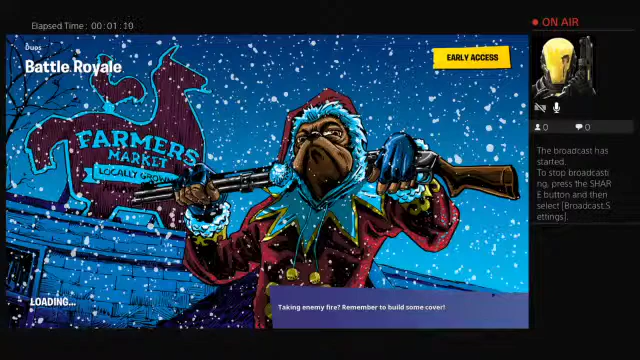 Elapsed Time : 00:01:10
ON AIR
Duos
Battle Royale
EARLY ACCESS
FARMERS
MARKET
LOCALLY GROWN
0 0
The broadcast has
started.
To stop broadcasti
ng, press the SHAR
E button and then
select [Broadcast S
ettings].
LOADING...
Taking enemy fire? Remember to build some cover!